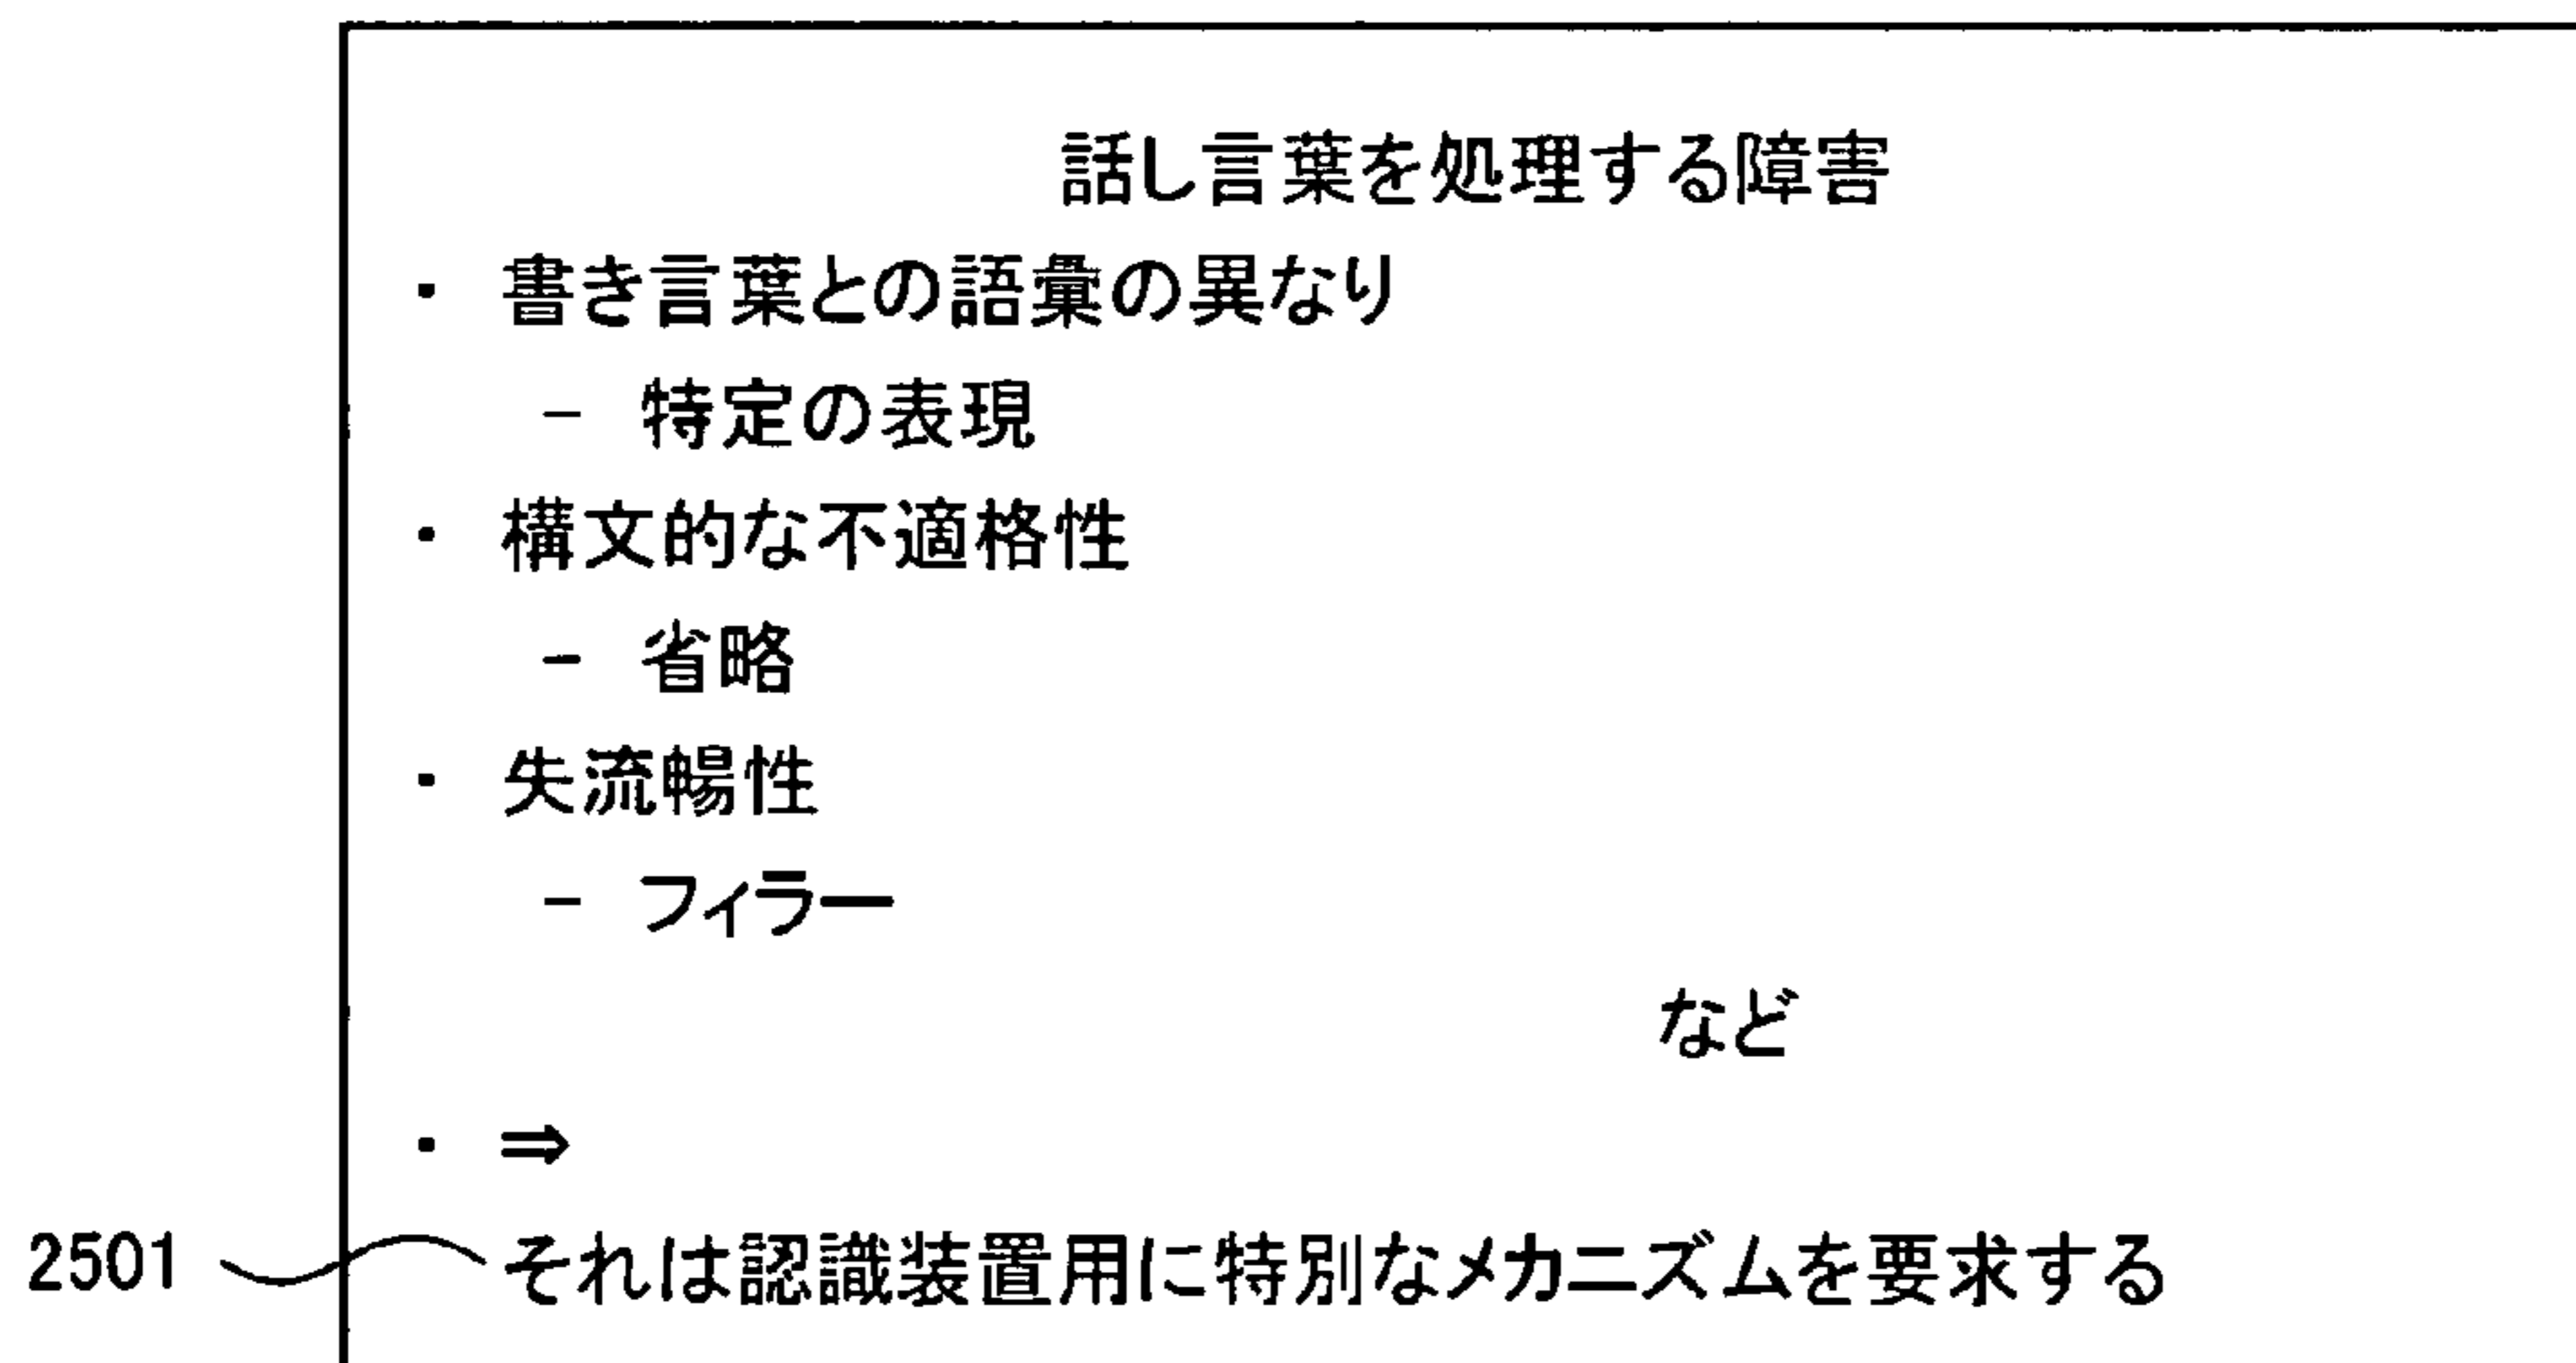 話し言葉を処理する障害
・ 書き言葉との語彙の異なり
− 特定の表現
・ 構文的な不適格性
− 省略
・ 失流暢性
− フィラー
など
・ ⇒
2501 それは認識装置用に特別なメカニズムを要求する